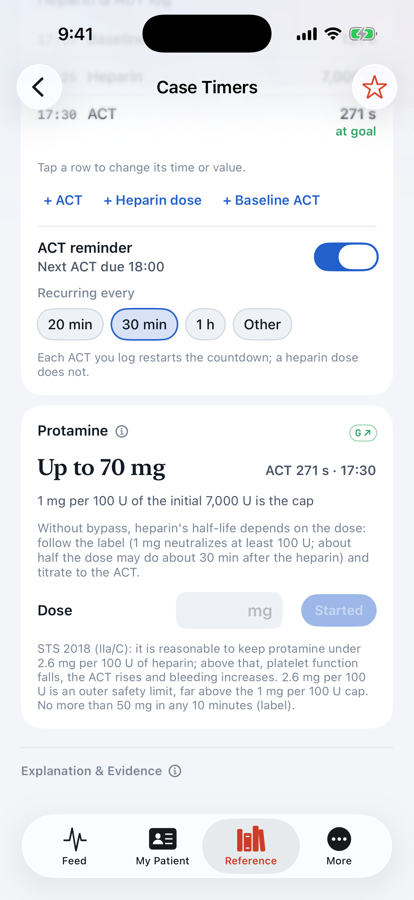 9:41
Case Timers
Heparin
17:30 ACT 271 s
at goal
Tap a row to change its time or value.
+ ACT + Heparin dose + Baseline ACT
ACT reminder
Next ACT due 18:00
Recurring every
20 min 30 min 1 h Other
Each ACT you log restarts the countdown; a heparin dose
does not.
Protamine
G
Up to 70 mg ACT 271 s · 17:30
1 mg per 100 U of the initial 7,000 U is the cap
Without bypass, heparin's half-life depends on the dose:
follow the label (1 mg neutralizes at least 100 U; about
half the dose may do about 30 min after the heparin) and
titrate to the ACT.
Dose mg Started
STS 2018 (IIa/C): it is reasonable to keep protamine under
2.6 mg per 100 U of heparin; above that, platelet function
falls, the ACT rises and bleeding increases. 2.6 mg per 100
U is an outer safety limit, far above the 1 mg per 100 U cap.
No more than 50 mg in any 10 minutes (label).
Explanation & Evidence
Feed My Patient Reference More